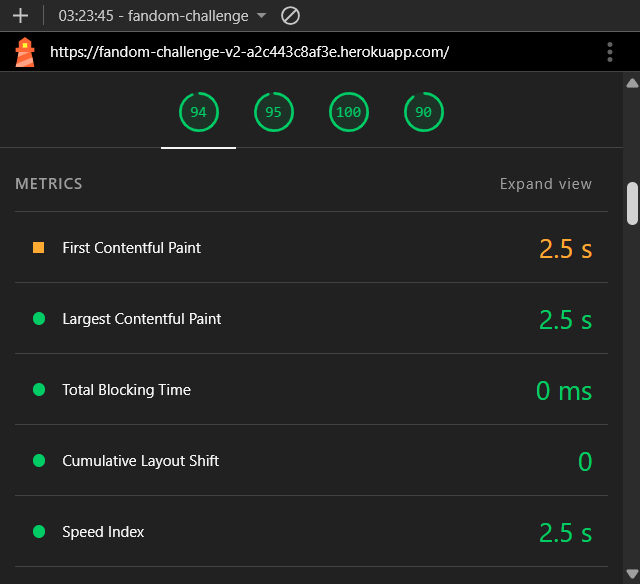 03:23:45 - fandom-challenge
https://fandom-challenge-v2-a2c443c8af3e.herokuapp.com/
94 95 100 90
METRICS Expand view
First Contentful Paint 2.5 s
Largest Contentful Paint 2.5 s
Total Blocking Time 0 ms
Cumulative Layout Shift 0
Speed Index 2.5 s